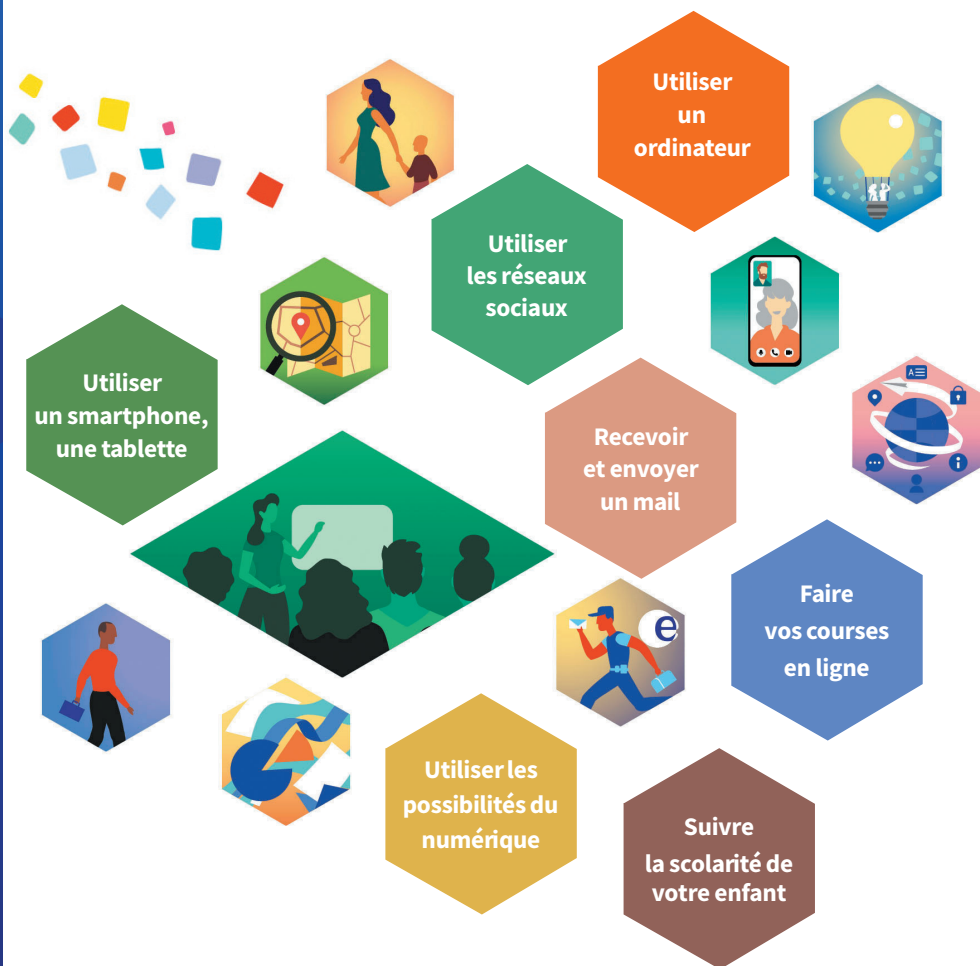 Utiliser
un
ordinateur
Utiliser
les réseaux
sociaux
Utiliser
un smartphone,
une tablette
Recevoir
et envoyer
un mail
A
i
e
Faire
vos courses
en ligne
Utiliser les
possibilités du
numérique
Suivre
la scolarité de
votre enfant